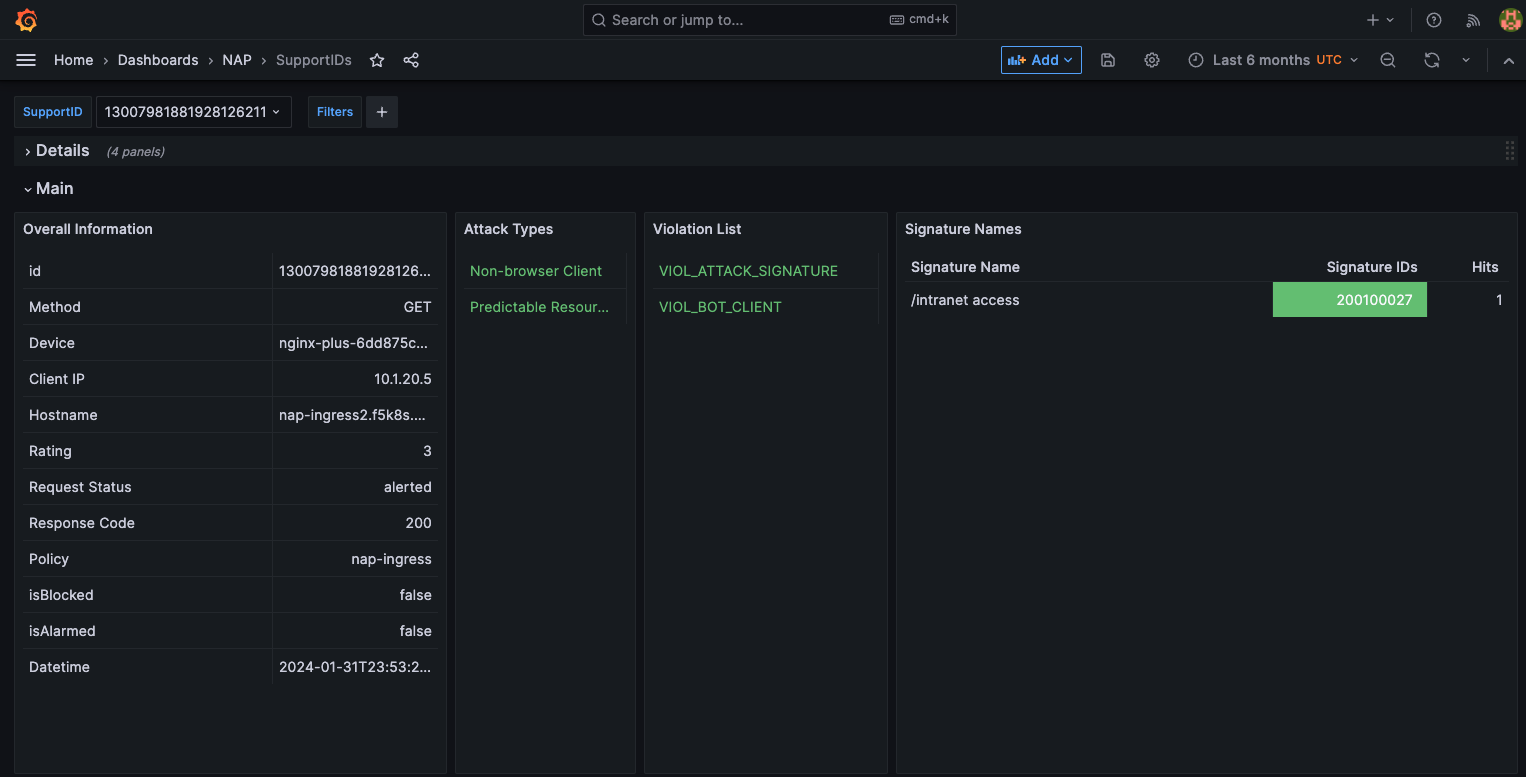 Search or jump to... cmd+k
Home › Dashboards › NAP › SupportIDs Add Last 6 months UTC
SupportID 13007981881928126211 Filters +
Details (4 panels)
Main
Overall Information
id 13007981881928126...
Method GET
Device nginx-plus-6dd875c...
Client IP 10.1.20.5
Hostname nap-ingress2.f5k8s....
Rating 3
Request Status alerted
Response Code 200
Policy nap-ingress
isBlocked false
isAlarmed false
Datetime 2024-01-31T23:53:2...
Attack Types
Non-browser Client
Predictable Resour...
Violation List
VIOL_ATTACK_SIGNATURE
VIOL_BOT_CLIENT
Signature Names
Signature Name Signature IDs Hits
/intranet access 200100027 1